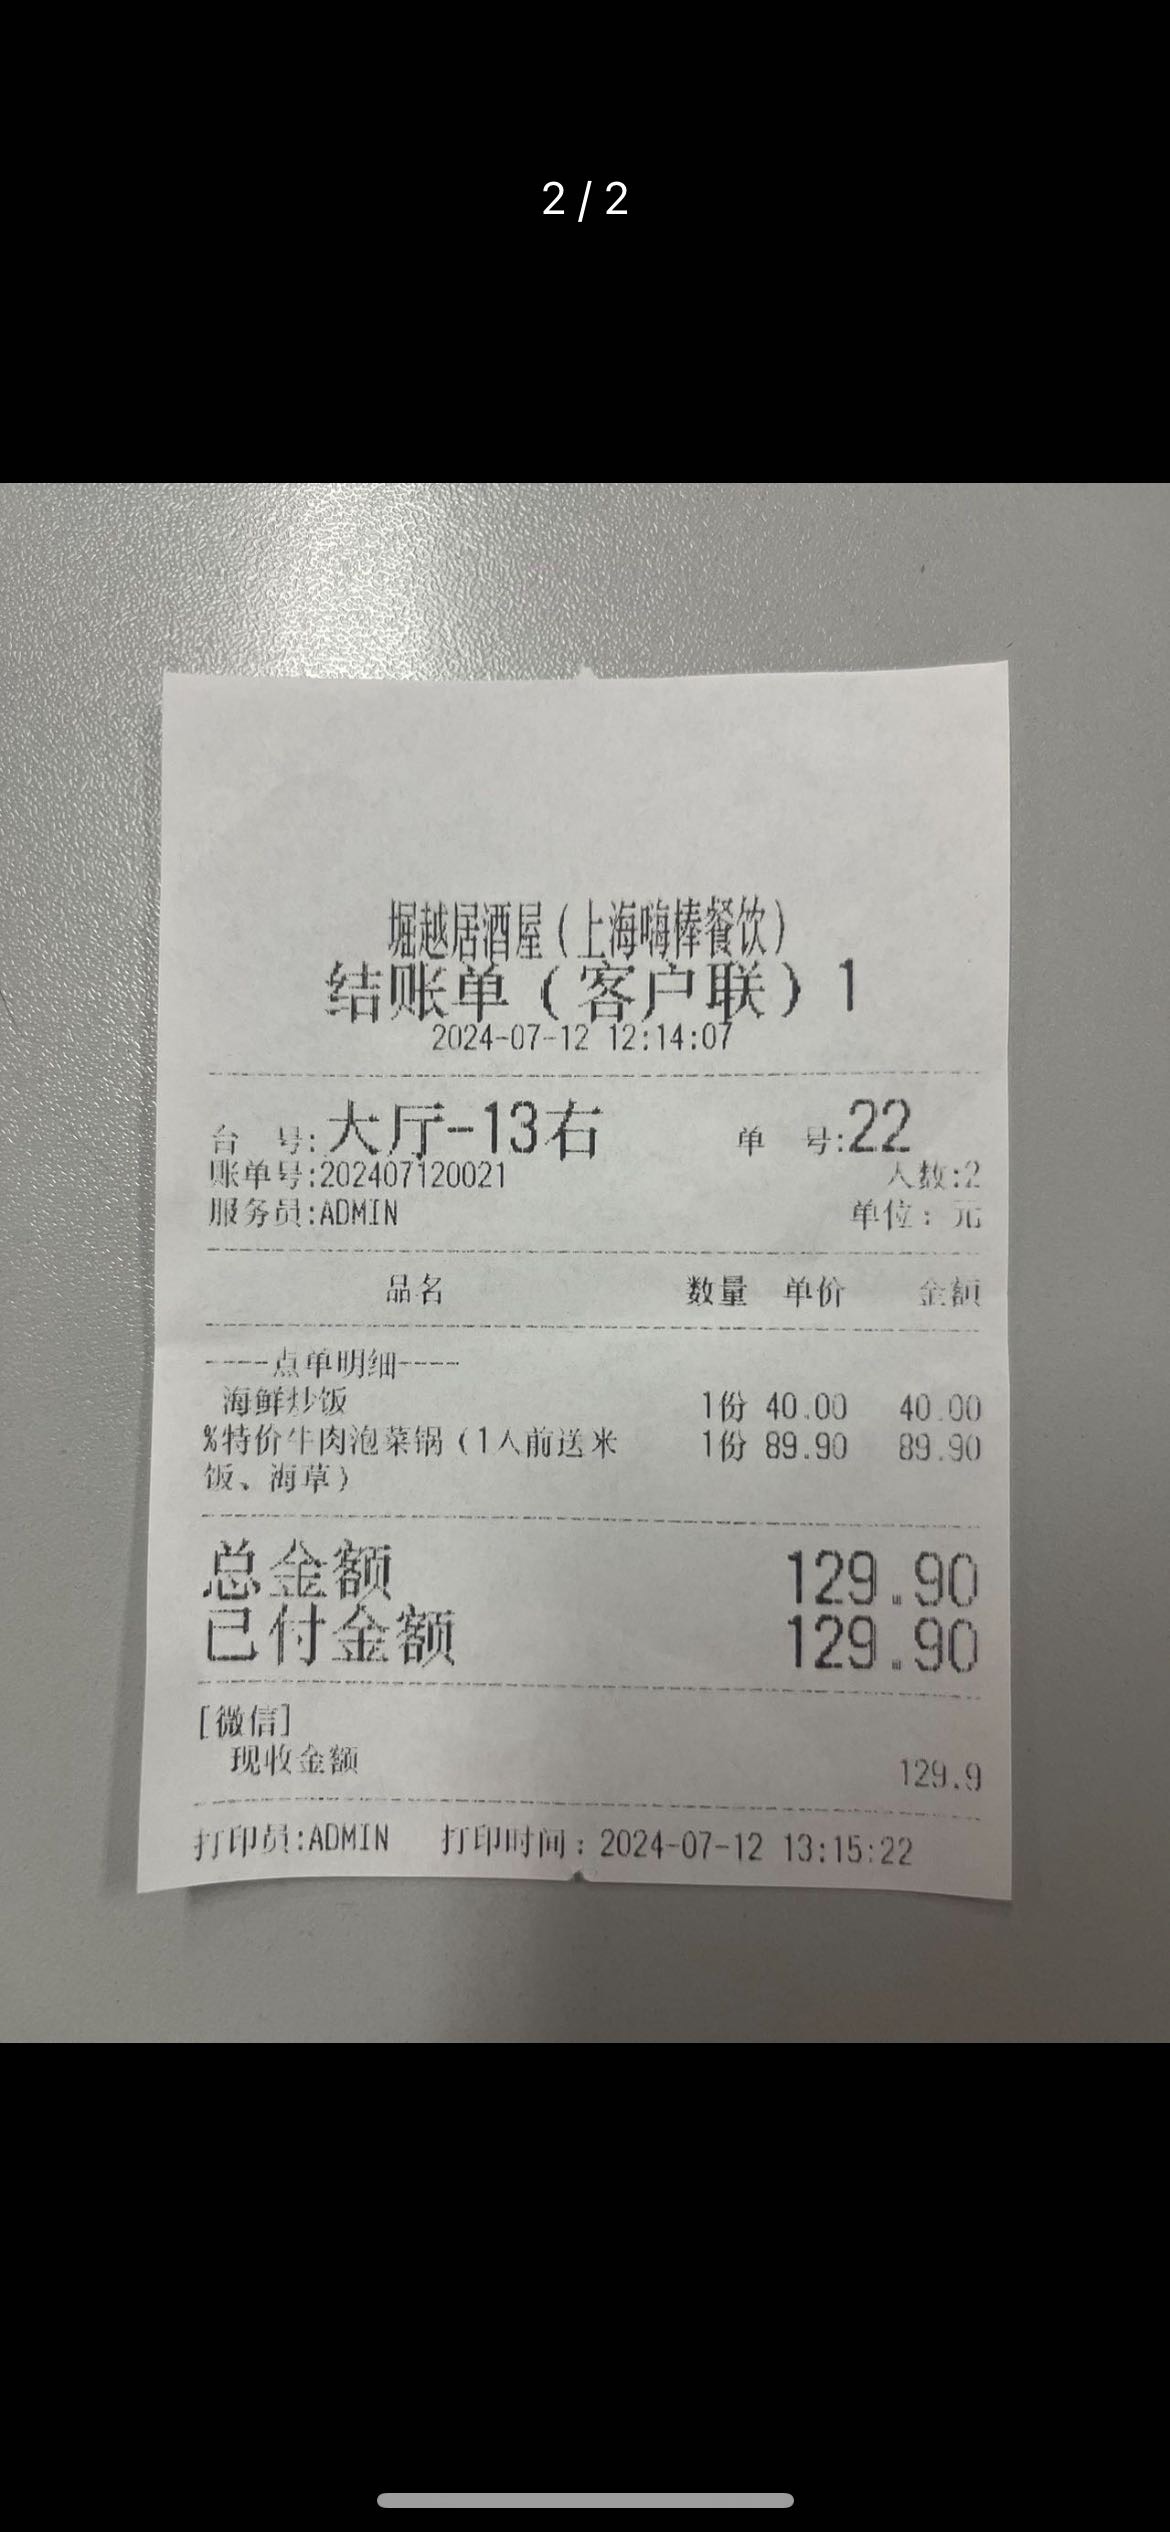 2 / 2
堀越居酒屋（上海嗨棒餐饮）
结账单（客户联）1
2024-07-12 12:14:07
台 号:大厅-13右 单 号:22
账单号:202407120021 人数:2
服务员:ADMIN 单位：元
品名 数量 单价 金额
----点单明细----
海鲜炒饭 1份 40.00 40.00
%特价牛肉泡菜锅（1人前送米 1份 89.90 89.90
饭、海草）
总金额 129.90
已付金额 129.90
[微信]
现收金额 129.9
打印员:ADMIN 打印时间：2024-07-12 13:15:22